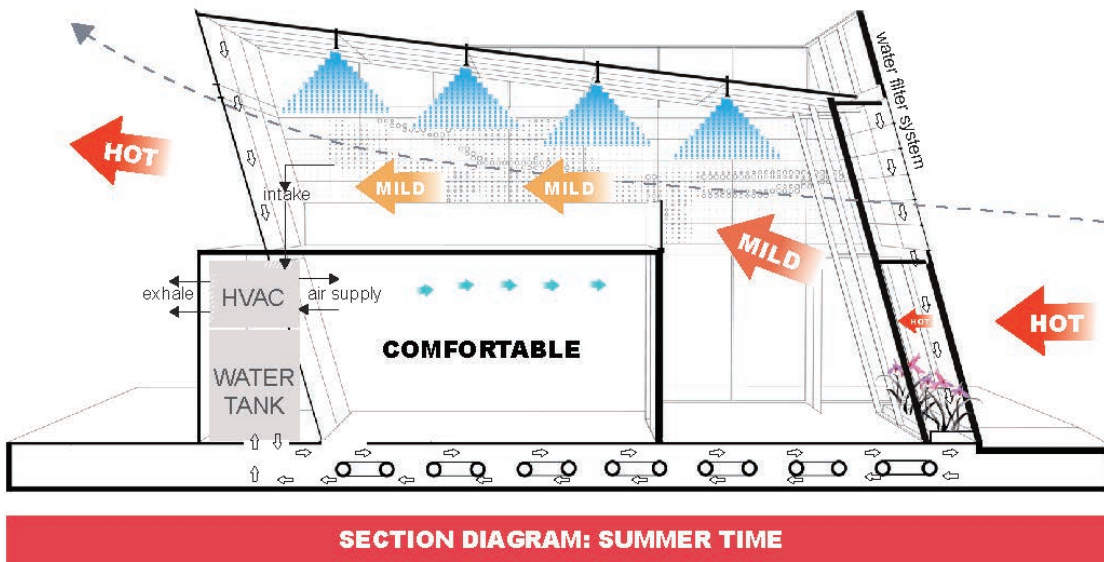 water filter system
HOT
intake
MILD
MILD
MILD
exhale
HVAC
air supply
HOT
HOT
COMFORTABLE
WATER
TANK
SECTION DIAGRAM: SUMMER TIME